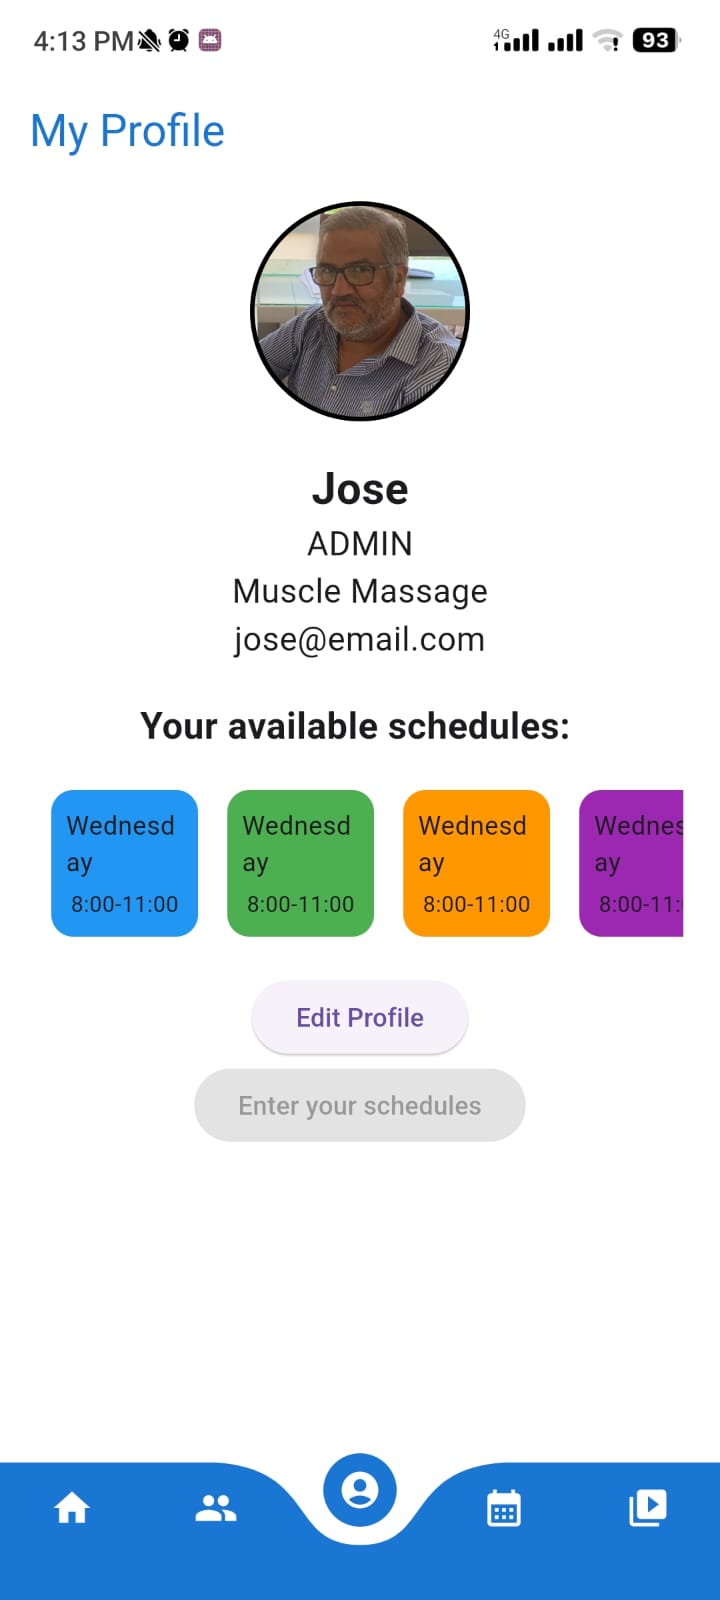 4:13 PM
4G
93
My Profile
Jose
ADMIN
Muscle Massage
jose@email.com
Your available schedules:
Wednesd
ay
8:00-11:00
Wednesd
ay
8:00-11:00
Wednesd
ay
8:00-11:00
Wednes
ay
8:00-11:
Edit Profile
Enter your schedules